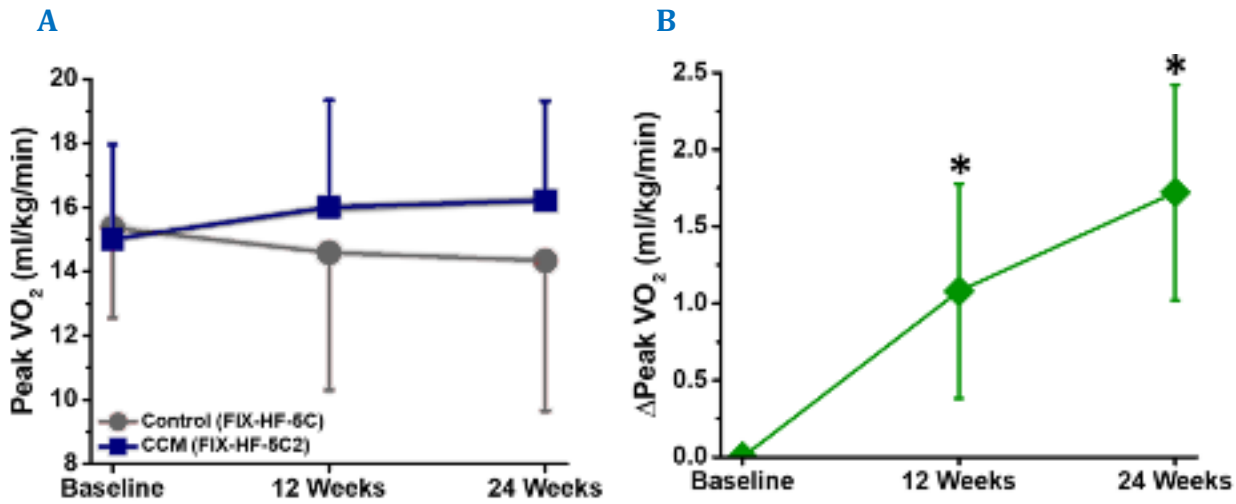 A
Peak VO₂ (ml/kg/min)
20
18
16
14
12
10
8
Control (FIX-HF-5C)
CCM (FIX-HF-5C2)
Baseline 12 Weeks 24 Weeks
B
ΔPeak VO₂ (ml/kg/min)
2.5
2.0
1.5
1.0
0.5
0.0
*
*
Baseline 12 Weeks 24 Weeks